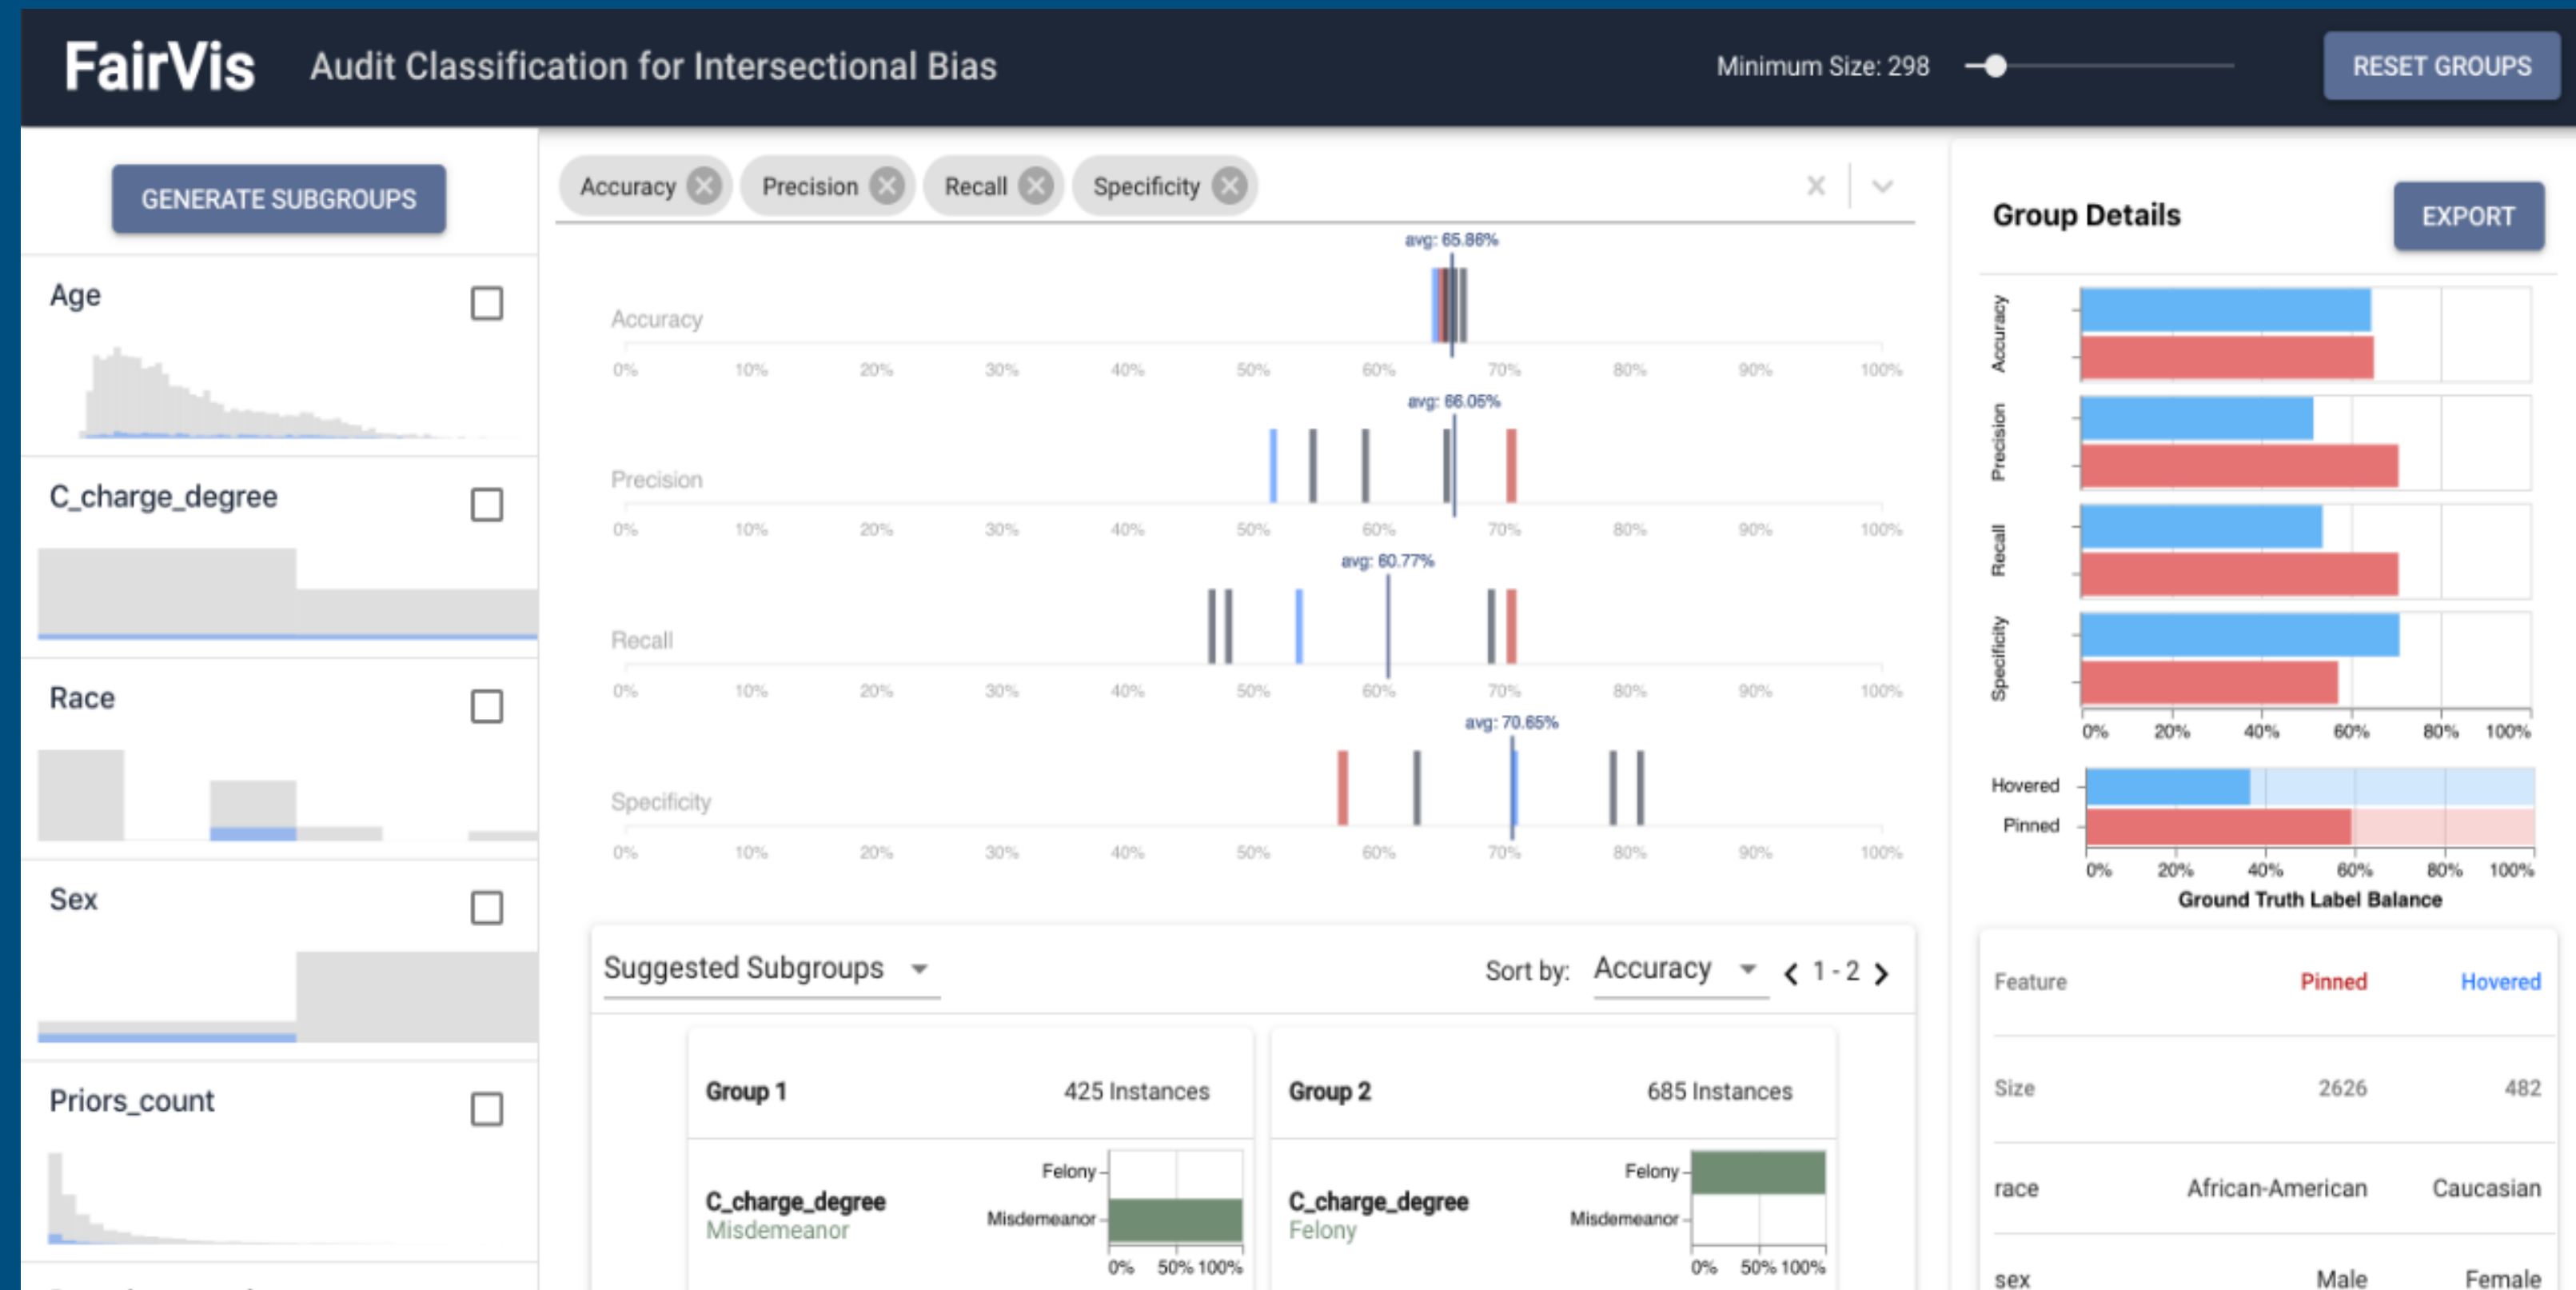 FairVis Audit Classification for Intersectional Bias Minimum Size: 298 RESET GROUPS
GENERATE SUBGROUPS
Age
C_charge_degree
Race
Sex
Priors_count
Accuracy Precision Recall Specificity
avg: 65.86%
Accuracy
0% 10% 20% 30% 40% 50% 60% 70% 80% 90% 100%
avg: 66.05%
Precision
0% 10% 20% 30% 40% 50% 60% 70% 80% 90% 100%
avg: 60.77%
Recall
0% 10% 20% 30% 40% 50% 60% 70% 80% 90% 100%
avg: 70.65%
Specificity
0% 10% 20% 30% 40% 50% 60% 70% 80% 90% 100%
Suggested Subgroups Sort by: Accuracy 1 - 2
Group 1 425 Instances
C_charge_degree
Misdemeanor
Felony
Misdemeanor
0% 50% 100%
Group 2 685 Instances
C_charge_degree
Felony
Felony
Misdemeanor
0% 50% 100%
Group Details EXPORT
Accuracy
Precision
Recall
Specificity
0% 20% 40% 60% 80% 100%
Hovered
Pinned
0% 20% 40% 60% 80% 100%
Ground Truth Label Balance
Feature Pinned Hovered
Size 2626 482
race African-American Caucasian
sex Male Female